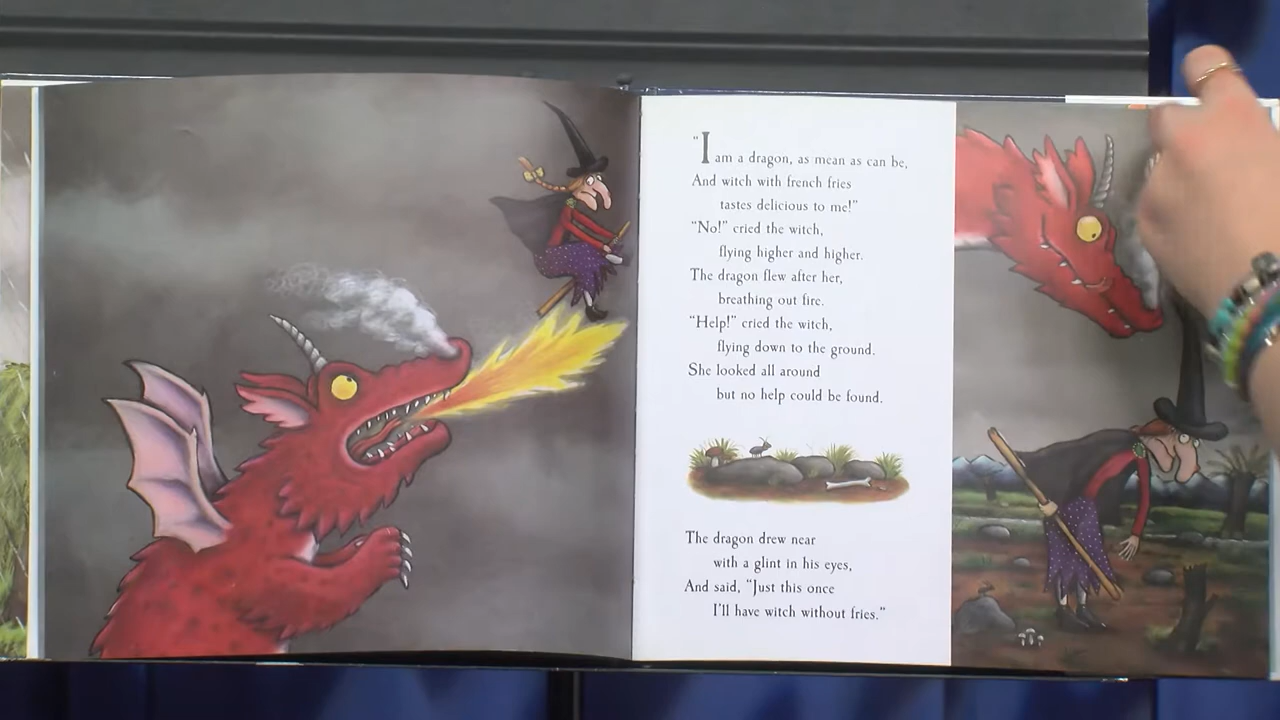 "I am a dragon, as mean as can be,
And witch with french fries
tastes delicious to me!"
"No!" cried the witch,
flying higher and higher.
The dragon flew after her,
breathing out fire.
"Help!" cried the witch,
flying down to the ground.
She looked all around
but no help could be found.
The dragon drew near
with a glint in his eyes,
And said, "Just this once
I'll have witch without fries."